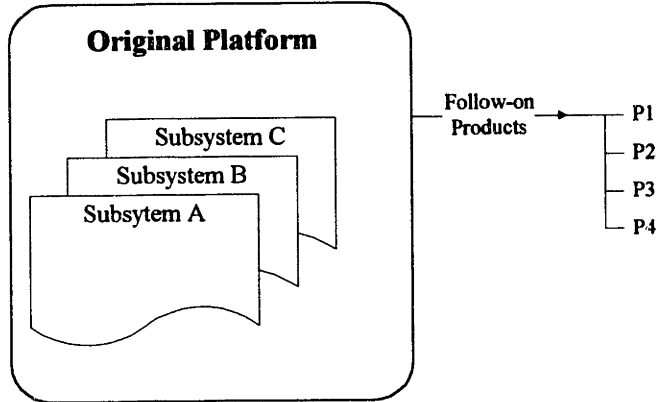 Original Platform
Subsystem C
Subsystem B
Subsytem A
Follow-on
Products
P1
P2
P3
P4